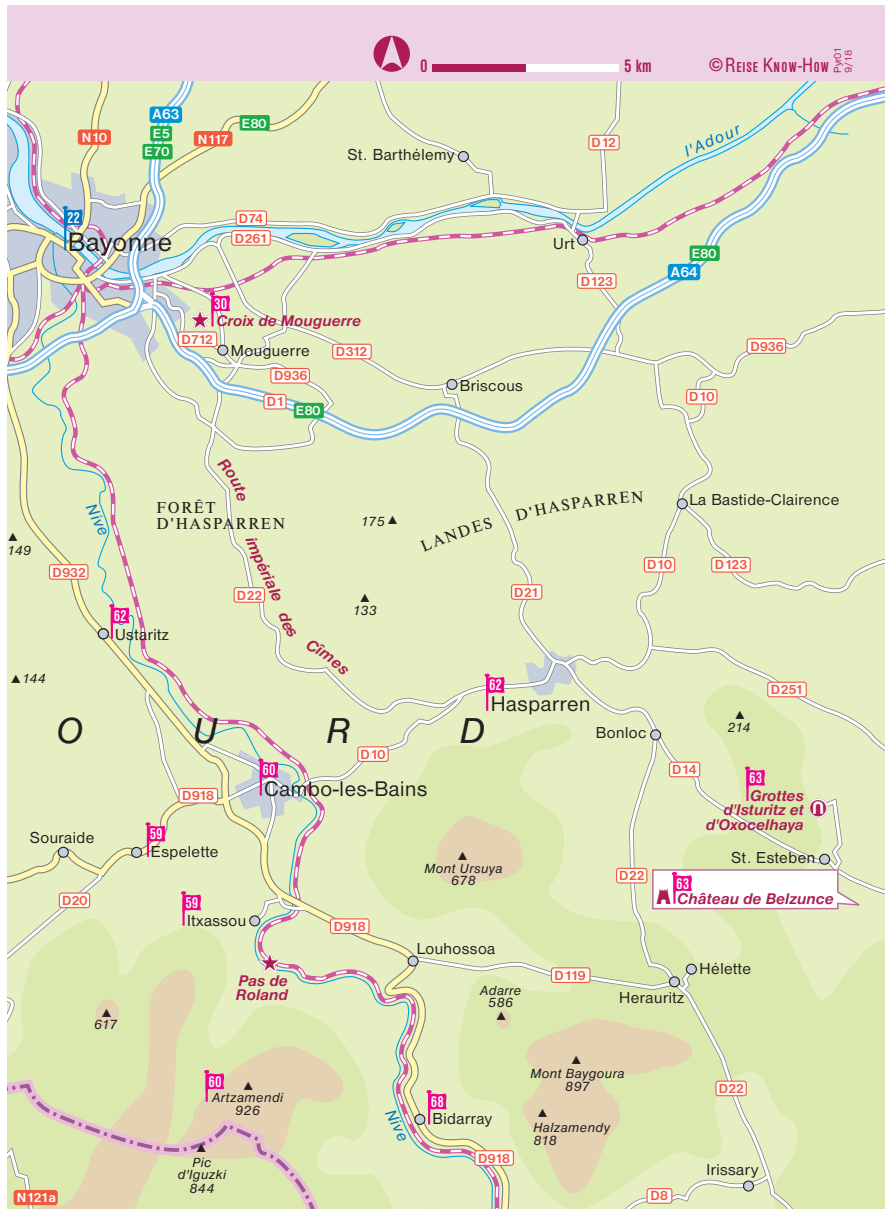 0
5 km
© REISE KNOW-HOW
Pyr01
9/18
A63
E5
E70
E80
N10
N117
D12
l'Adour
St. Barthélemy
22
Bayonne
D74
D261
Urt
E80
A64
D123
30
Croix de Mouguerre
D712
Mouguerre
D312
D936
D936
D1
E80
Briscous
D10
Route impériale des Cîmes
Nive
FORÊT
D'HASPARREN
175
LANDES D'HASPARREN
La Bastide-Clairence
149
D932
D10
D123
D22
133
D21
62
Ustaritz
144
62
Hasparren
D251
O U R D
214
Bonloc
D10
D14
60
Cambo-les-Bains
63
Grottes
d'Isturitz et
d'Oxocelhaya
D918
Souraide
59
Espelette
Mont Ursuya
678
St. Esteben
D22
63
Château de Belzunce
D20
59
Itxassou
D918
Louhossoa
Pas de
Roland
D119
Hélette
Herauritz
Adarre
586
617
Mont Baygoura
897
60
Artzamendi
926
D22
68
Bidarray
Nive
Halzamendy
818
D918
Pic
d'Iguzki
844
Irissary
N121a
D8